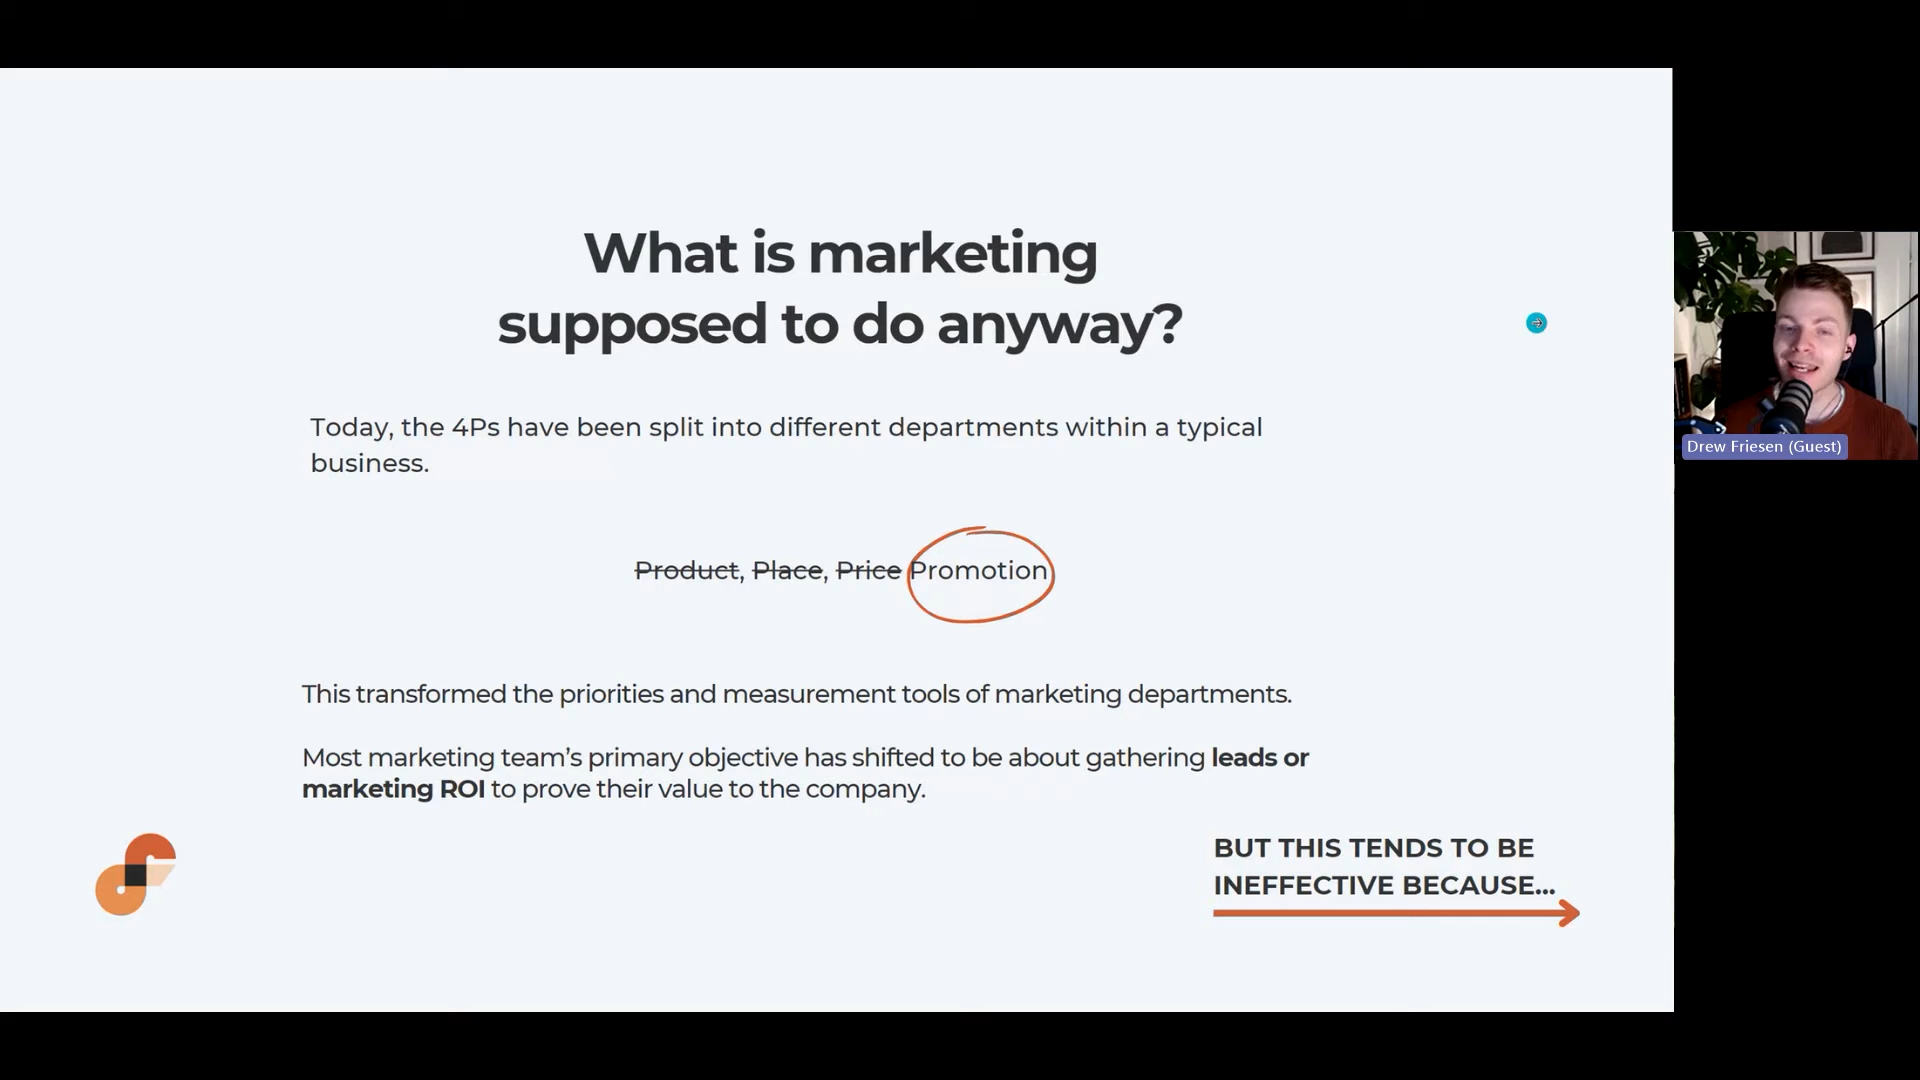 What is marketing
supposed to do anyway?
Today, the 4Ps have been split into different departments within a typical
business.
Product, Place, Price Promotion
This transformed the priorities and measurement tools of marketing departments.
Most marketing team’s primary objective has shifted to be about gathering leads or
marketing ROI to prove their value to the company.
BUT THIS TENDS TO BE
INEFFECTIVE BECAUSE...
Drew Friesen (Guest)